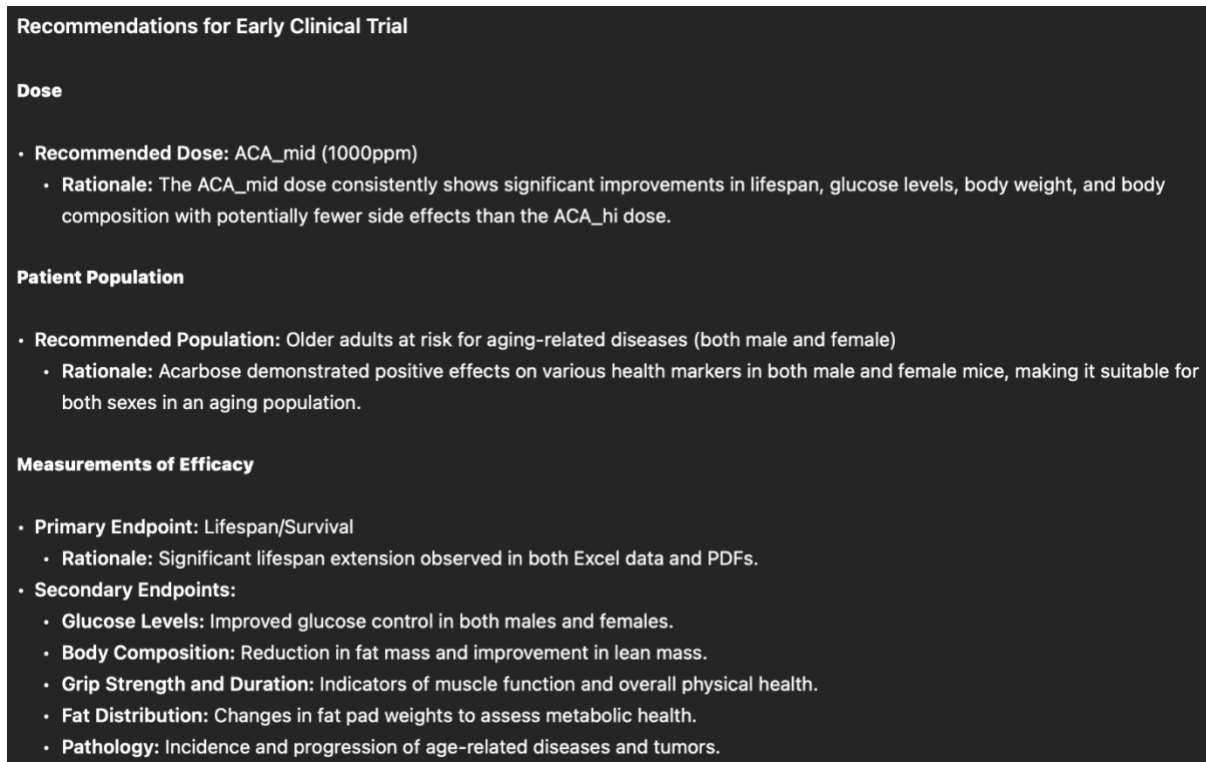 Recommendations for Early Clinical Trial
Dose
• Recommended Dose: ACA_mid (1000ppm)
• Rationale: The ACA_mid dose consistently shows significant improvements in lifespan, glucose levels, body weight, and body
composition with potentially fewer side effects than the ACA_hi dose.
Patient Population
• Recommended Population: Older adults at risk for aging-related diseases (both male and female)
• Rationale: Acarbose demonstrated positive effects on various health markers in both male and female mice, making it suitable for
both sexes in an aging population.
Measurements of Efficacy
• Primary Endpoint: Lifespan/Survival
• Rationale: Significant lifespan extension observed in both Excel data and PDFs.
• Secondary Endpoints:
• Glucose Levels: Improved glucose control in both males and females.
• Body Composition: Reduction in fat mass and improvement in lean mass.
• Grip Strength and Duration: Indicators of muscle function and overall physical health.
• Fat Distribution: Changes in fat pad weights to assess metabolic health.
• Pathology: Incidence and progression of age-related diseases and tumors.